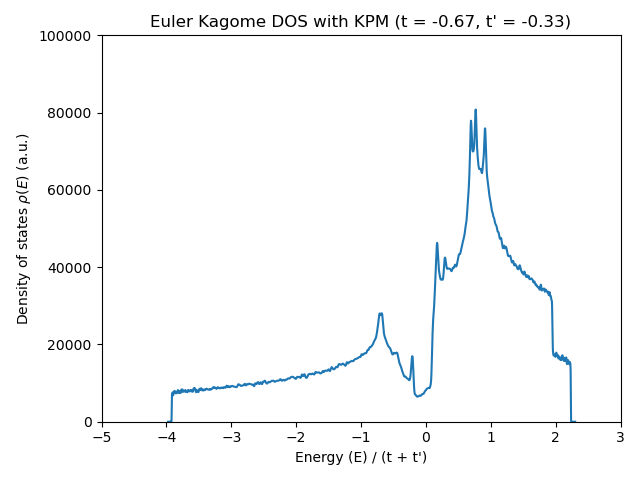 Euler Kagome DOS with KPM (t = -0.67, t' = -0.33)
100000
80000
60000
40000
20000
0
Density of states ρ(E) (a.u.)
−5 −4 −3 −2 −1 0 1 2 3
Energy (E) / (t + t')